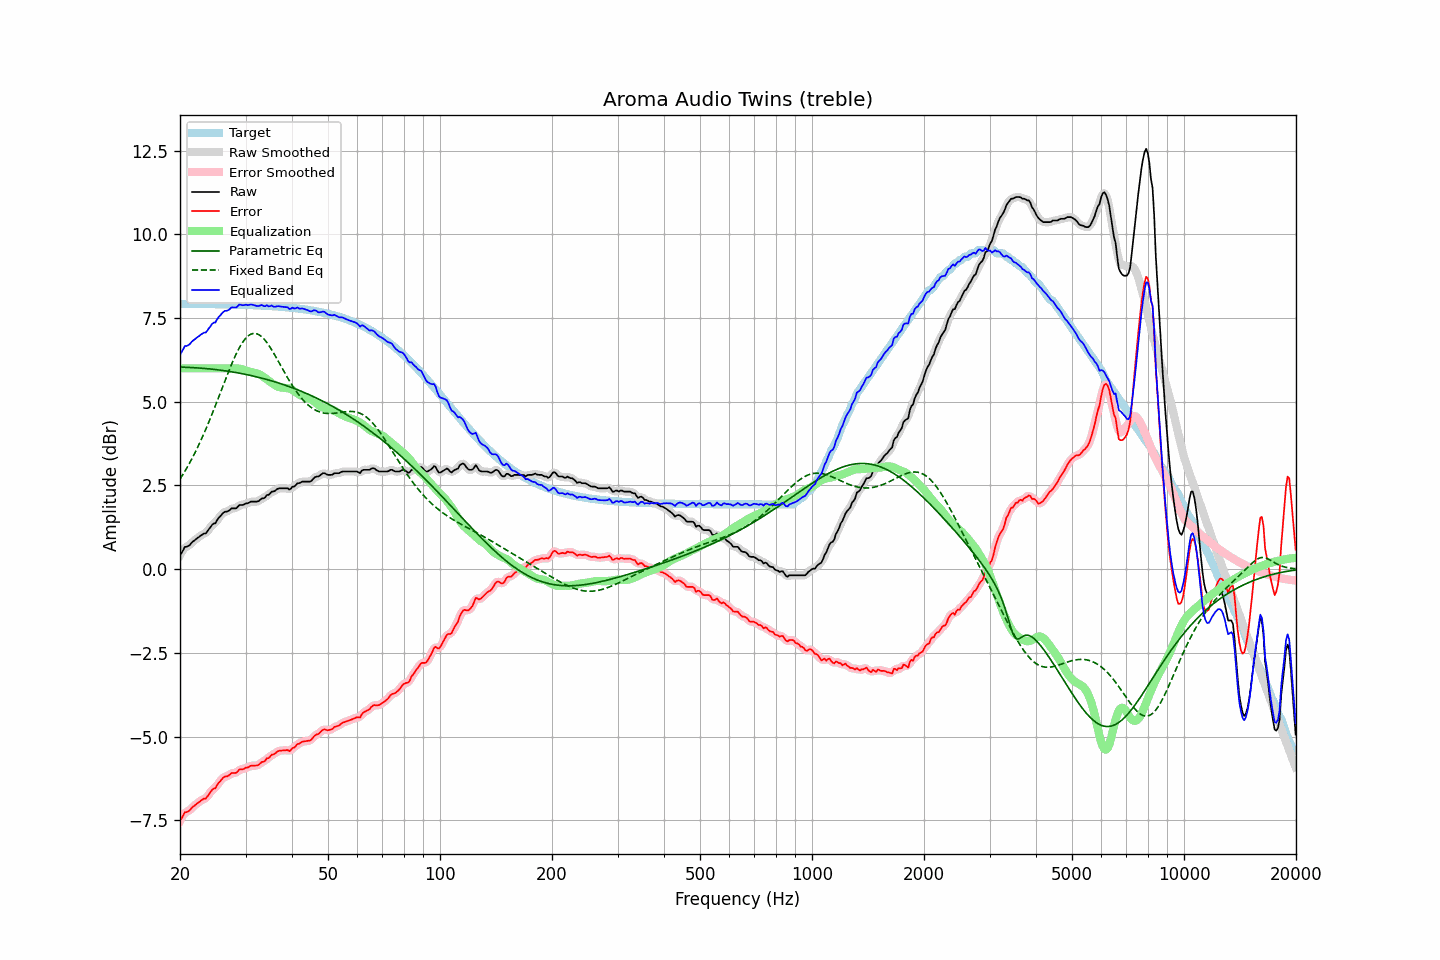 Aroma Audio Twins (treble)
Target
Raw Smoothed
Error Smoothed
Raw
Error
Equalization
Parametric Eq
Fixed Band Eq
Equalized
12.5
10.0
7.5
5.0
2.5
0.0
−2.5
−5.0
−7.5
Amplitude (dBr)
20 50 100 200 500 1000 2000 5000 10000 20000
Frequency (Hz)